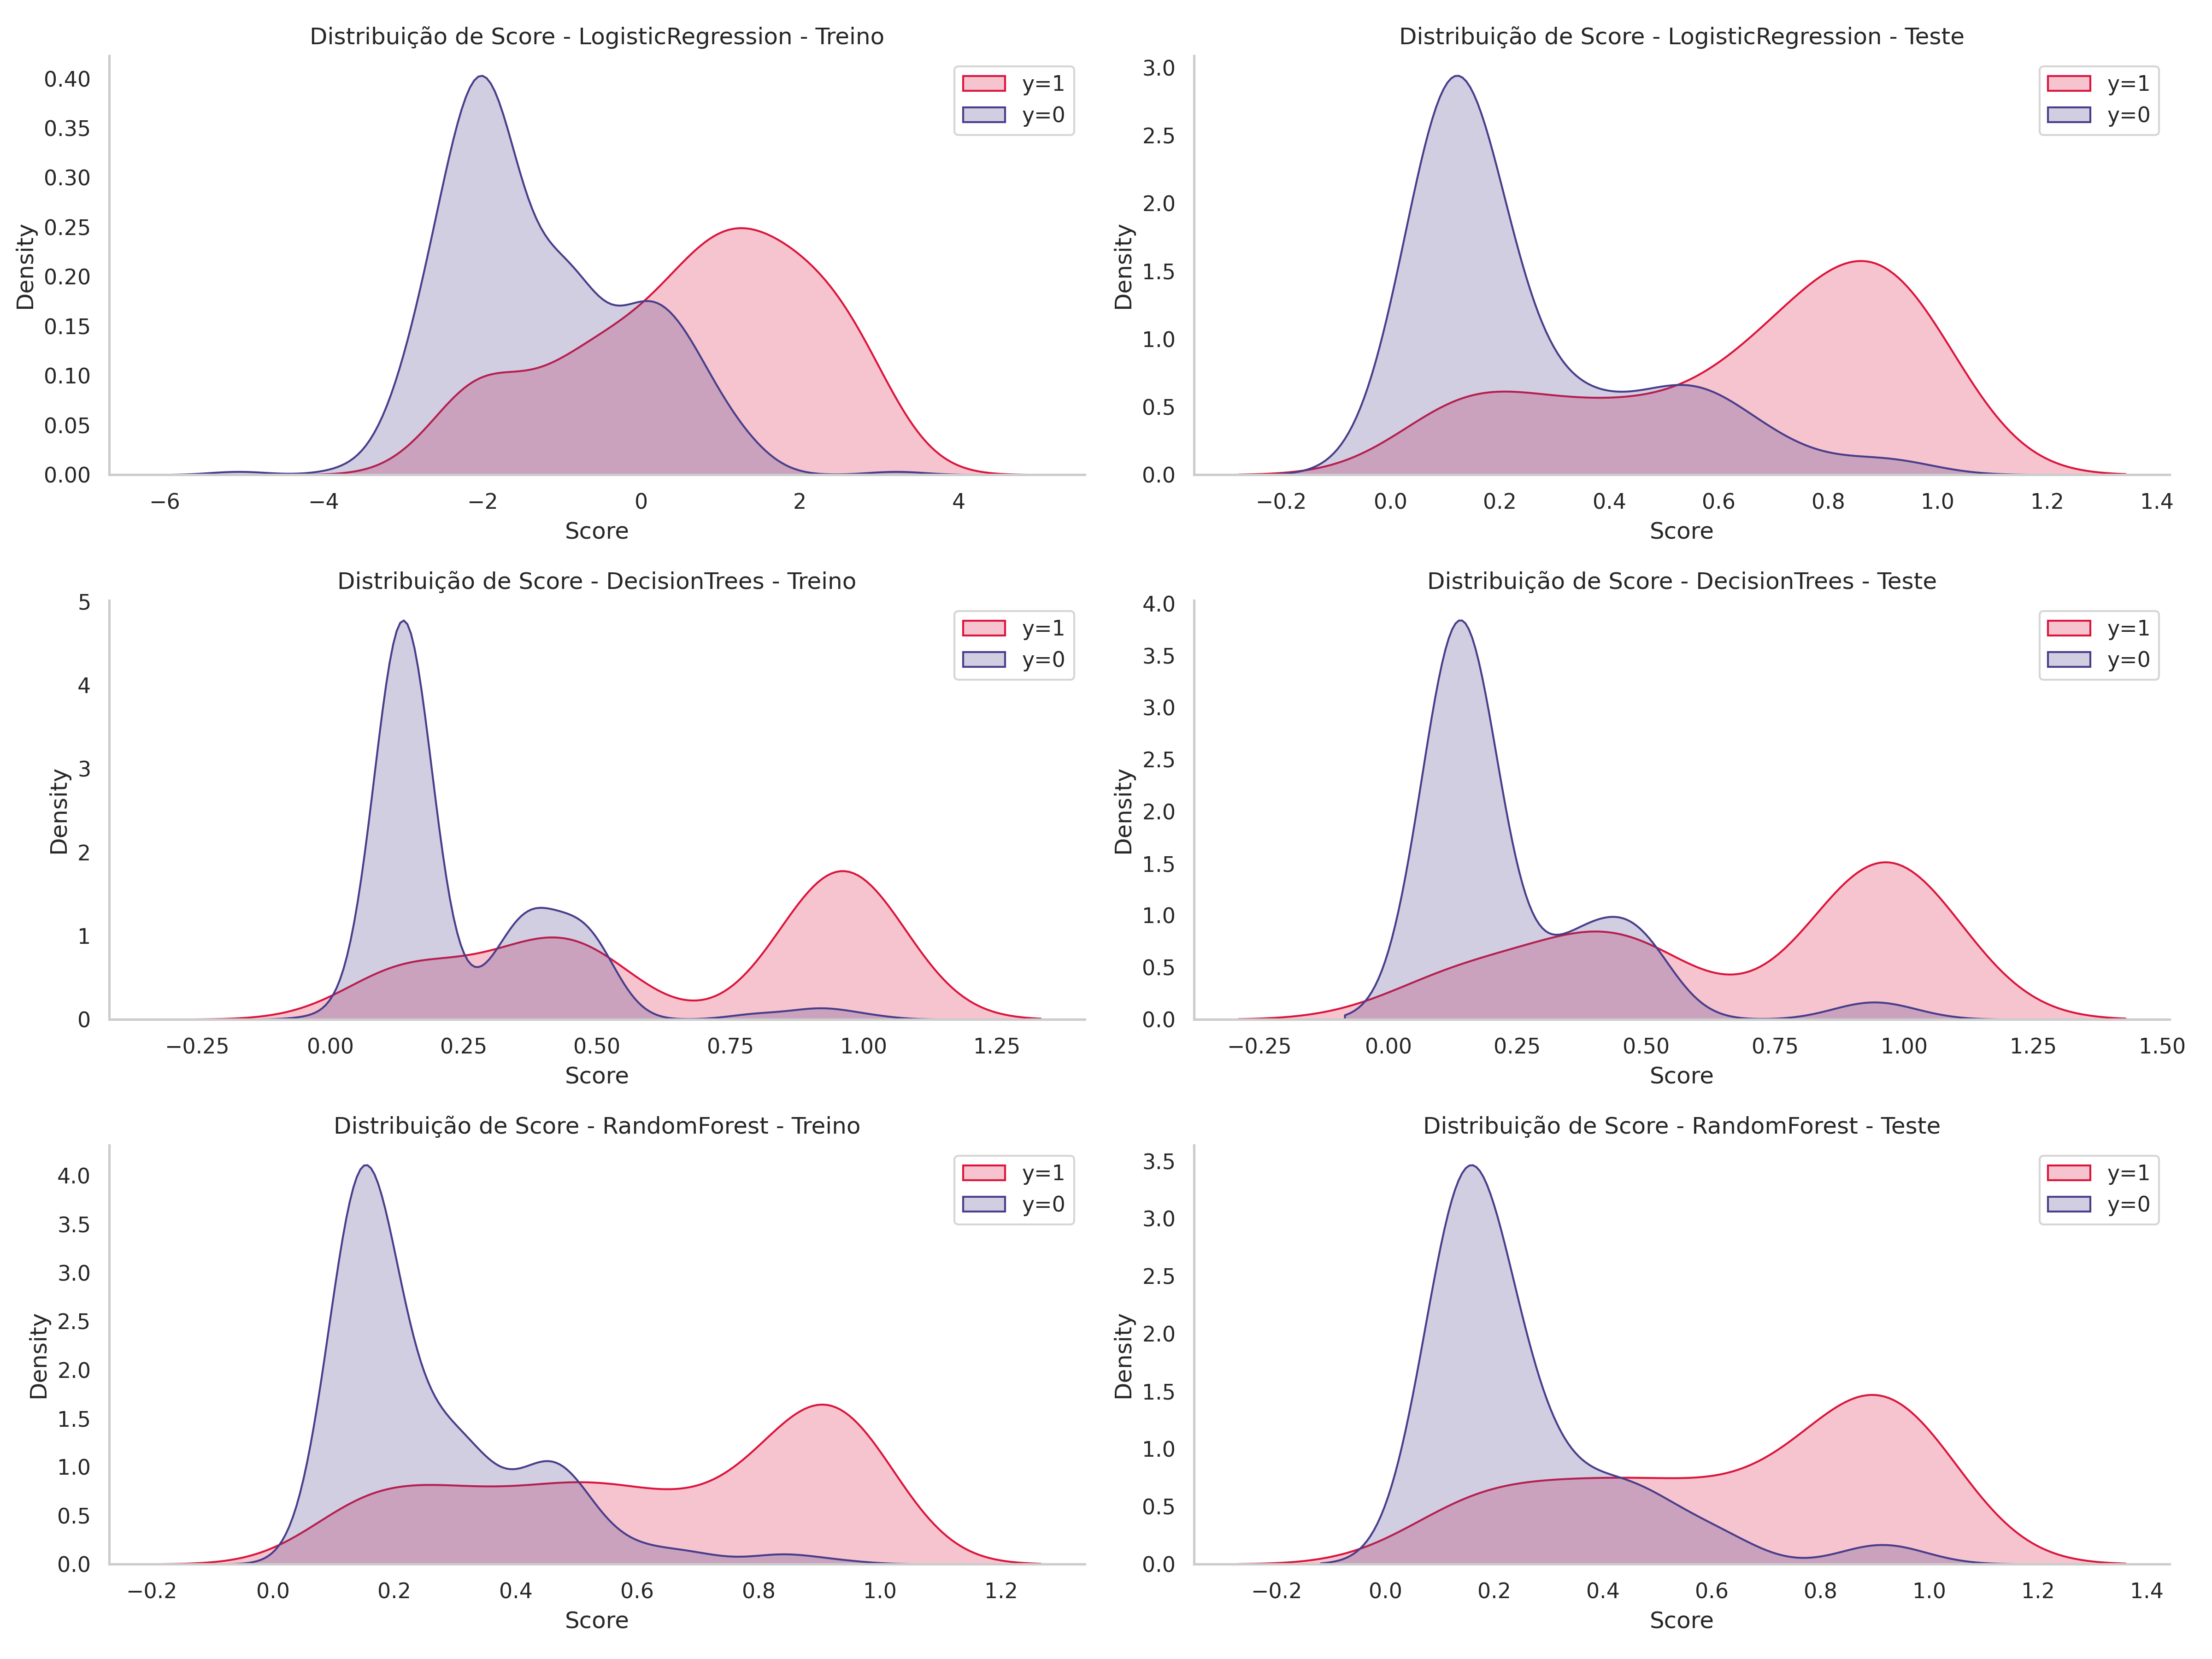 Distribuição de Score - LogisticRegression - Treino
0.40
0.35
0.30
0.25
0.20
0.15
0.10
0.05
0.00
Density
y=1
y=0
−6 −4 −2 0 2 4
Score
Distribuição de Score - LogisticRegression - Teste
3.0
2.5
2.0
1.5
1.0
0.5
0.0
Density
y=1
y=0
−0.2 0.0 0.2 0.4 0.6 0.8 1.0 1.2 1.4
Score
Distribuição de Score - DecisionTrees - Treino
5
4
3
2
1
0
Density
y=1
y=0
−0.25 0.00 0.25 0.50 0.75 1.00 1.25
Score
Distribuição de Score - DecisionTrees - Teste
4.0
3.5
3.0
2.5
2.0
1.5
1.0
0.5
0.0
Density
y=1
y=0
−0.25 0.00 0.25 0.50 0.75 1.00 1.25 1.50
Score
Distribuição de Score - RandomForest - Treino
4.0
3.5
3.0
2.5
2.0
1.5
1.0
0.5
0.0
Density
y=1
y=0
−0.2 0.0 0.2 0.4 0.6 0.8 1.0 1.2
Score
Distribuição de Score - RandomForest - Teste
3.5
3.0
2.5
2.0
1.5
1.0
0.5
0.0
Density
y=1
y=0
−0.2 0.0 0.2 0.4 0.6 0.8 1.0 1.2 1.4
Score